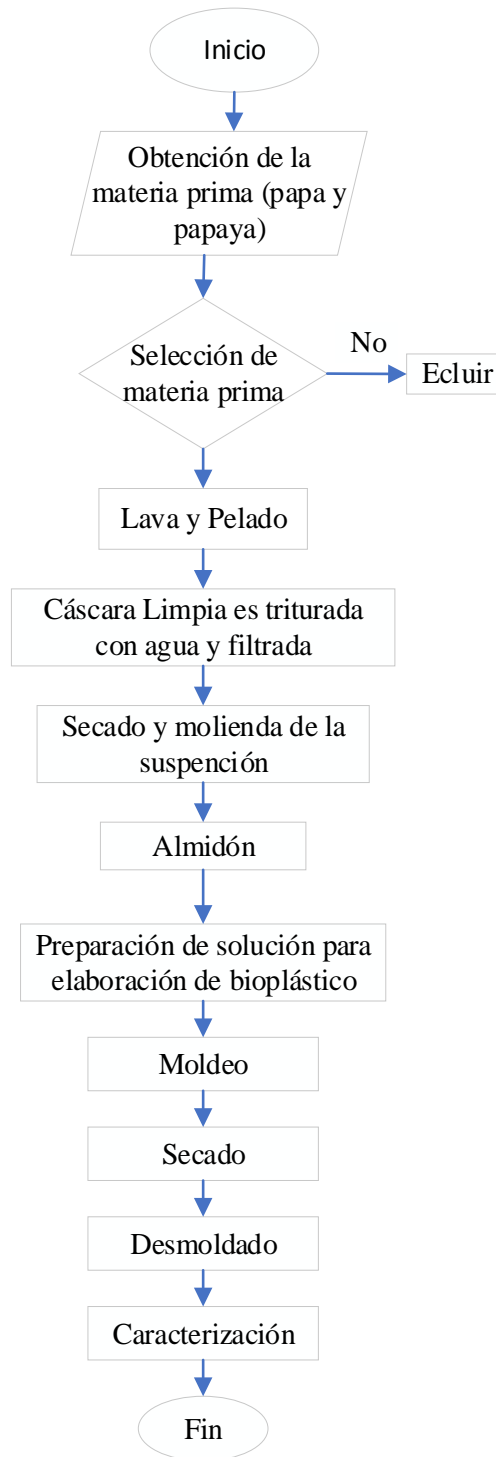 Inicio
Obtención de la
materia prima (papa y
papaya)
Selección de
materia prima
No
Ecluir
Lava y Pelado
Cáscara Limpia es triturada
con agua y filtrada
Secado y molienda de la
suspención
Almidón
Preparación de solución para
elaboración de bioplástico
Moldeo
Secado
Desmoldado
Caracterización
Fin